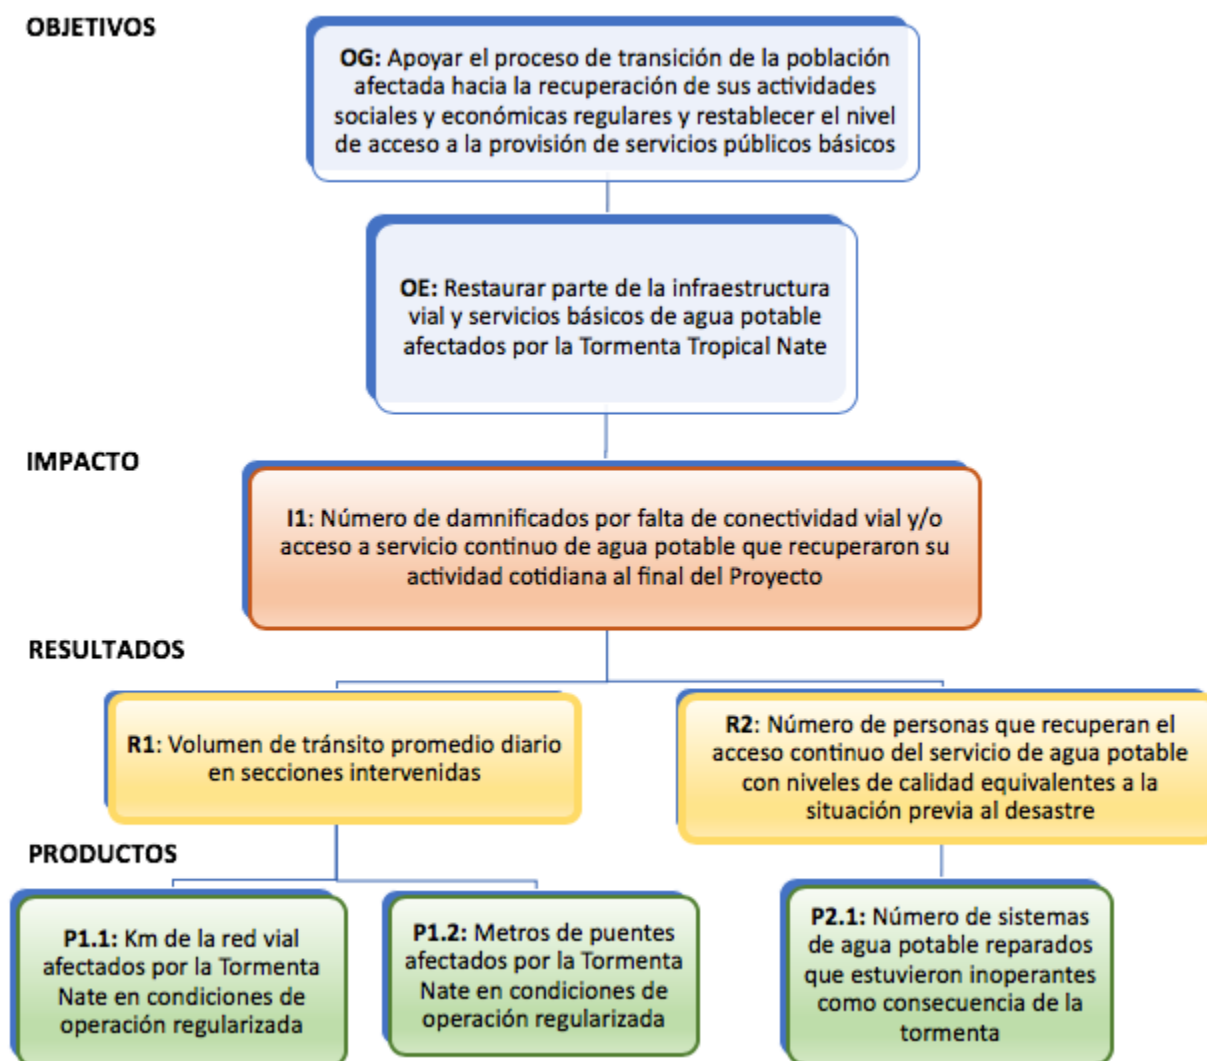 OBJETIVOS
OG: Apoyar el proceso de transición de la población
afectada hacia la recuperación de sus actividades
sociales y económicas regulares y restablecer el nivel
de acceso a la provisión de servicios públicos básicos
OE: Restaurar parte de la infraestructura
vial y servicios básicos de agua potable
afectados por la Tormenta Tropical Nate
IMPACTO
I1: Número de damnificados por falta de conectividad vial y/o
acceso a servicio continuo de agua potable que recuperaron su
actividad cotidiana al final del Proyecto
RESULTADOS
R1: Volumen de tránsito promedio diario
en secciones intervenidas
R2: Número de personas que recuperan el
acceso continuo del servicio de agua potable
con niveles de calidad equivalentes a la
situación previa al desastre
PRODUCTOS
P1.1: Km de la red vial
afectados por la Tormenta
Nate en condiciones de
operación regularizada
P1.2: Metros de puentes
afectados por la Tormenta
Nate en condiciones de
operación regularizada
P2.1: Número de sistemas
de agua potable reparados
que estuvieron inoperantes
como consecuencia de la
tormenta